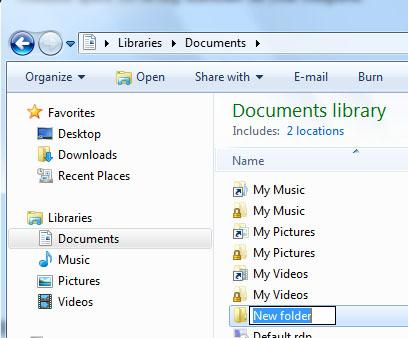 Libraries Documents
Organize Open Share with E-mail Burn
Favorites
Desktop
Downloads
Recent Places
Libraries
Documents
Music
Pictures
Videos
Documents library
Includes: 2 locations
Name
My Music
My Music
My Pictures
My Pictures
My Videos
My Videos
New folder
Default.rdp